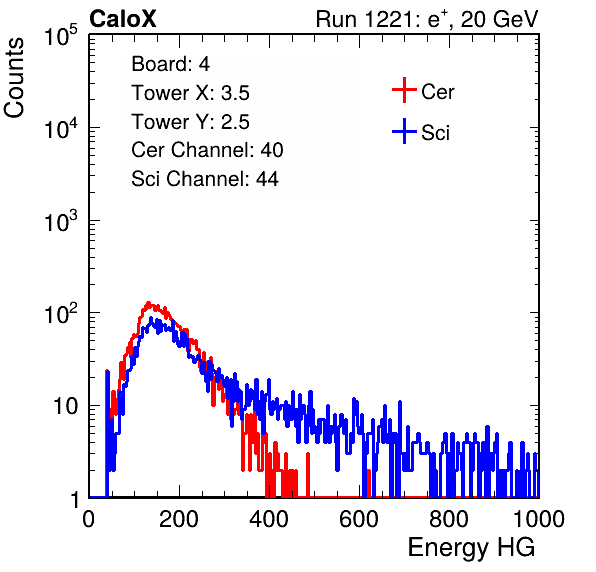 CaloX Run 1221: e⁺, 20 GeV
Counts
10⁵
10⁴
10³
10²
10
1
Board: 4
Tower X: 3.5
Tower Y: 2.5
Cer Channel: 40
Sci Channel: 44
Cer
Sci
0 200 400 600 800 1000
Energy HG